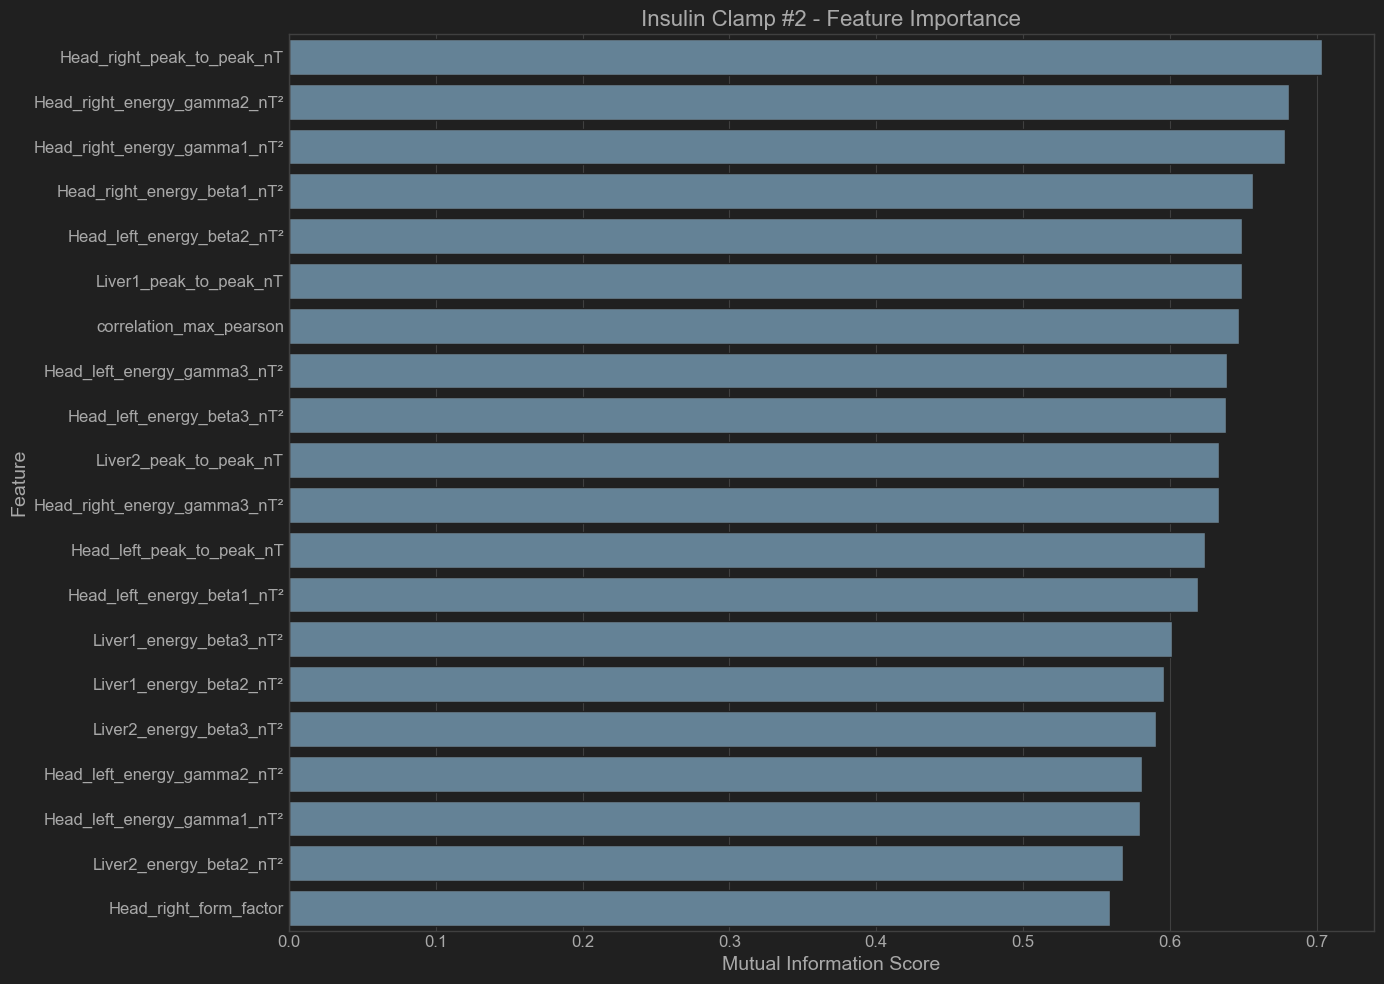 Insulin Clamp #2 - Feature Importance
Feature
Head_right_peak_to_peak_nT
Head_right_energy_gamma2_nT²
Head_right_energy_gamma1_nT²
Head_right_energy_beta1_nT²
Head_left_energy_beta2_nT²
Liver1_peak_to_peak_nT
correlation_max_pearson
Head_left_energy_gamma3_nT²
Head_left_energy_beta3_nT²
Liver2_peak_to_peak_nT
Head_right_energy_gamma3_nT²
Head_left_peak_to_peak_nT
Head_left_energy_beta1_nT²
Liver1_energy_beta3_nT²
Liver1_energy_beta2_nT²
Liver2_energy_beta3_nT²
Head_left_energy_gamma2_nT²
Head_left_energy_gamma1_nT²
Liver2_energy_beta2_nT²
Head_right_form_factor
0.0 0.1 0.2 0.3 0.4 0.5 0.6 0.7
Mutual Information Score